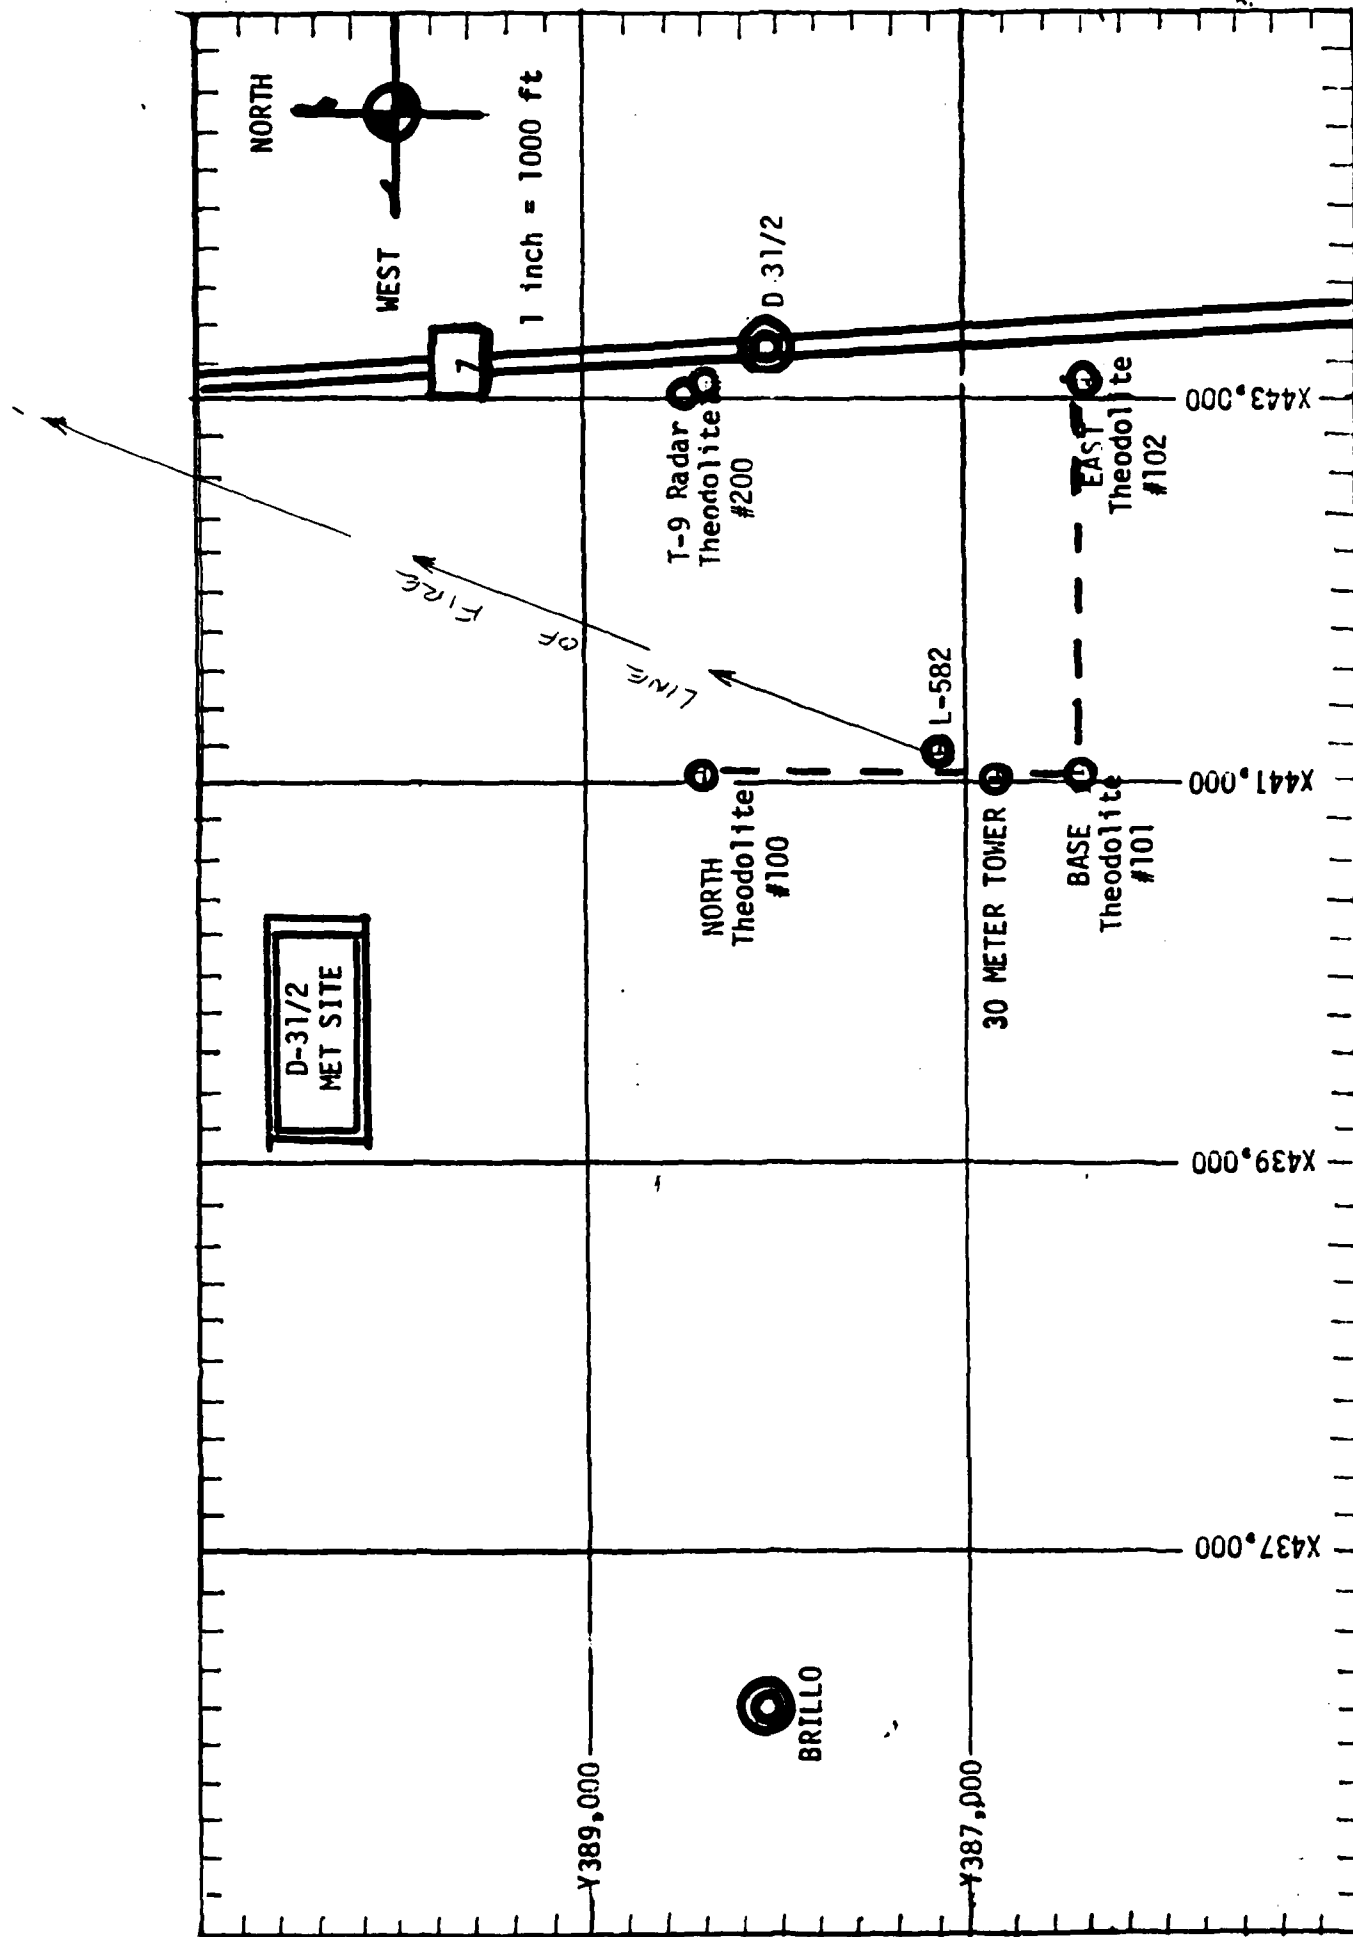 NORTH
WEST
1 inch = 1000 ft
7
D-31/2
MET SITE
T-9 Radar
Theodolite
#200
D 31/2
LINE OF FIRE
NORTH
Theodolite
#100
L-582
30 METER TOWER
BASE
Theodolite
#101
EAST
Theodolite
#102
BRILLO
Y389,000
Y387,000
X437,000
X439,000
X441,000
X443,000